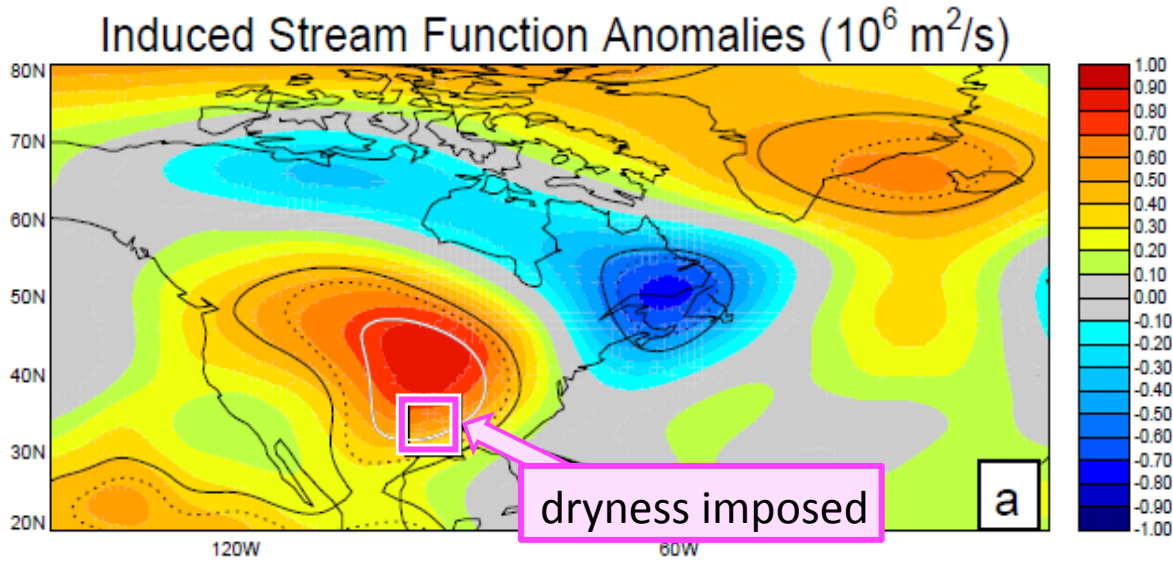 Induced Stream Function Anomalies (10⁶ m²/s)
80N
70N
60N
50N
40N
30N
20N
120W
60W
dryness imposed
a
1.00
0.90
0.80
0.70
0.60
0.50
0.40
0.30
0.20
0.10
0.00
-0.10
-0.20
-0.30
-0.40
-0.50
-0.60
-0.70
-0.80
-0.90
-1.00